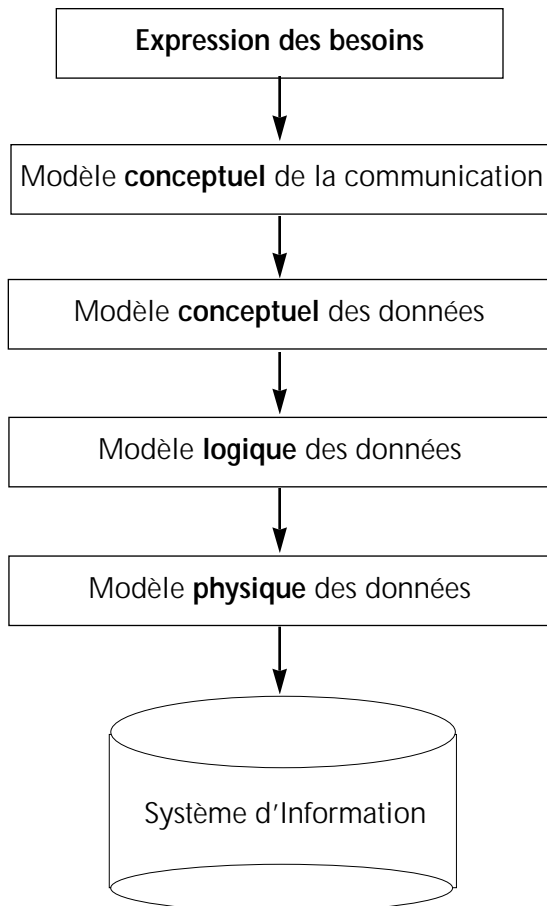 Expression des besoins
Modèle conceptuel de la communication
Modèle conceptuel des données
Modèle logique des données
Modèle physique des données
Système d'Information